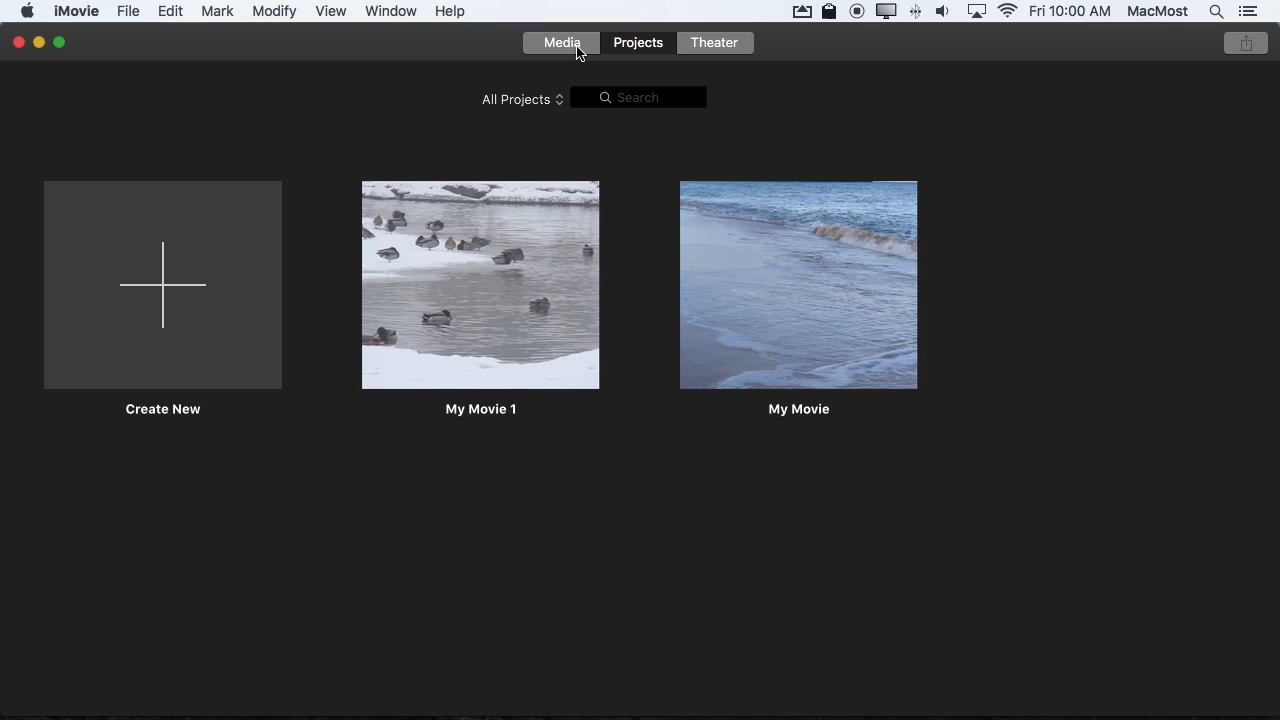 iMovie File Edit Mark Modify View Window Help Fri 10:00 AM MacMost
Media Projects Theater
All Projects Search
Create New My Movie 1 My Movie